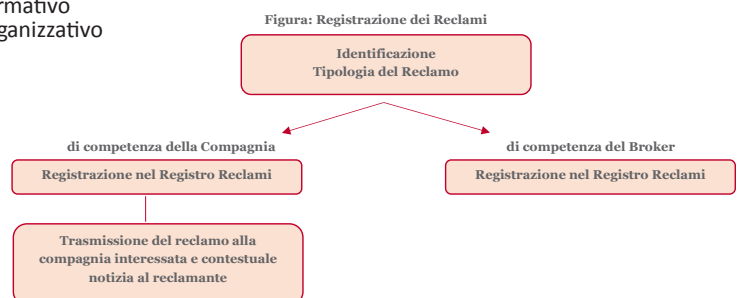 ganizzativo
Figura: Registrazione dei Reclami
Identificazione
Tipologia del Reclamo
di competenza della Compagnia
di competenza del Broker
Registrazione nel Registro Reclami
Registrazione nel Registro Reclami
Trasmissione del reclamo alla
compagnia interessata e contestuale
notizia al reclamante